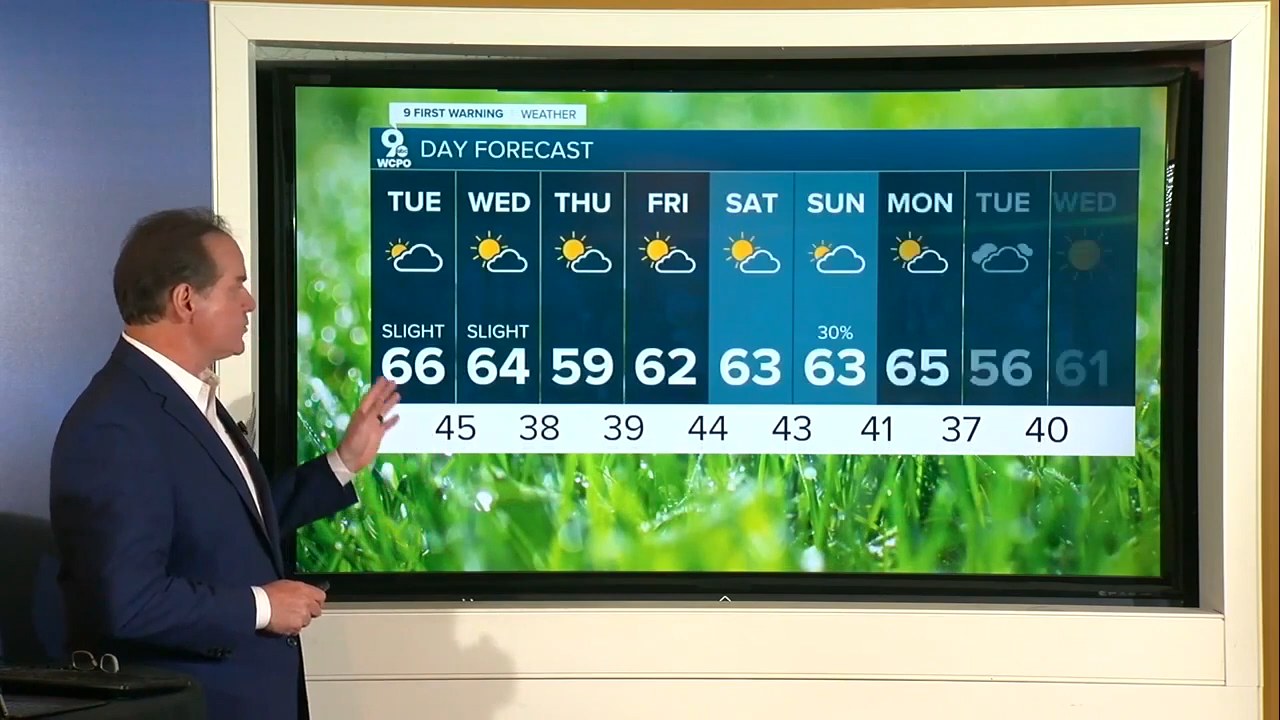 9 FIRST WARNING WEATHER
9 abc
WCPO
DAY FORECAST
TUE WED THU FRI SAT SUN MON TUE WED
SLIGHT SLIGHT 30%
66 64 59 62 63 63 65 56 61
45 38 39 44 43 41 37 40